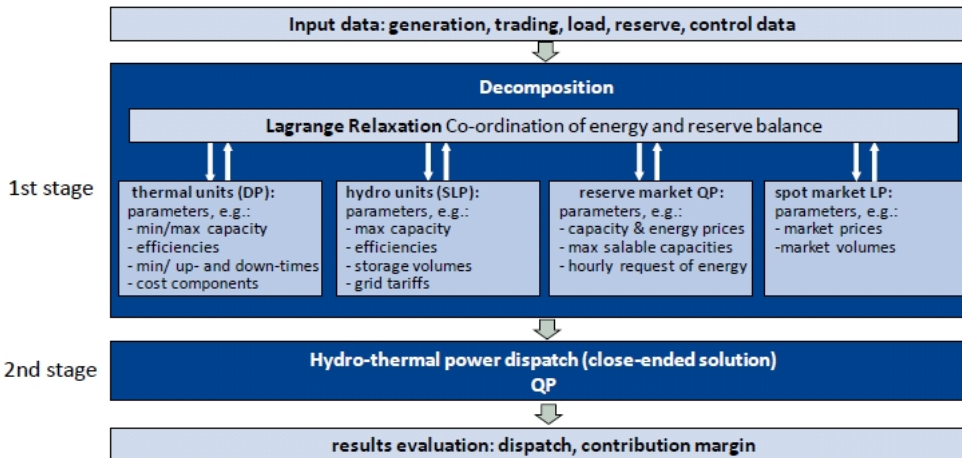 Input data: generation, trading, load, reserve, control data
Decomposition
Lagrange Relaxation Co-ordination of energy and reserve balance
1st stage
thermal units (DP):
parameters, e.g.:
- min/max capacity
- efficiencies
- min/ up- and down-times
- cost components
hydro units (SLP):
parameters, e.g.:
- max capacity
- efficiencies
- storage volumes
- grid tariffs
reserve market QP:
parameters, e.g.:
- capacity & energy prices
- max salable capacities
- hourly request of energy
spot market LP:
parameters, e.g.:
- market prices
-market volumes
2nd stage
Hydro-thermal power dispatch (close-ended solution)
QP
results evaluation: dispatch, contribution margin